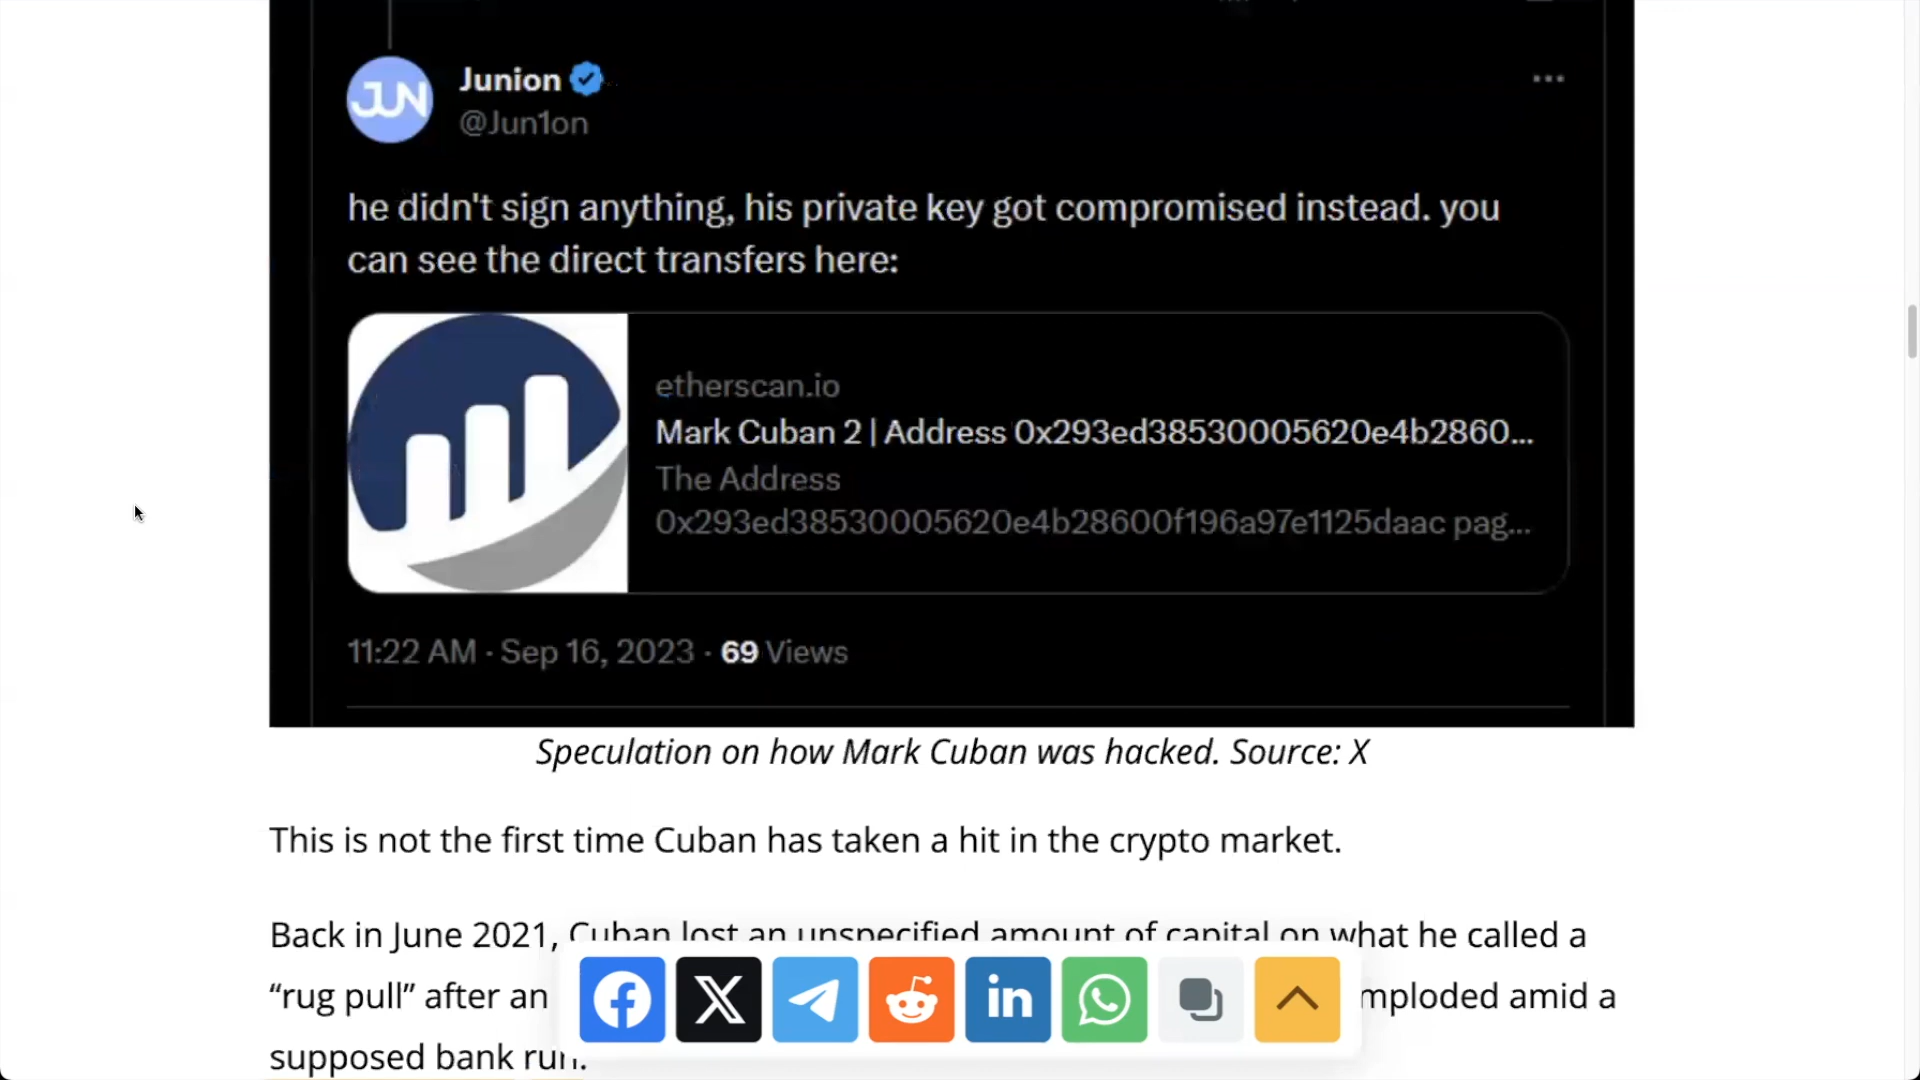 JUN
Junion
@Jun1on
he didn't sign anything, his private key got compromised instead. you
can see the direct transfers here:
etherscan.io
Mark Cuban 2 | Address 0x293ed38530005620e4b2860...
The Address
0x293ed38530005620e4b28600f196a97e1125daac pag...
11:22 AM · Sep 16, 2023 · 69 Views
Speculation on how Mark Cuban was hacked. Source: X
This is not the first time Cuban has taken a hit in the crypto market.
Back in June 2021, Cuban lost an unspecified amount of capital on what he called a
“rug pull” after an mploded amid a
supposed bank run.